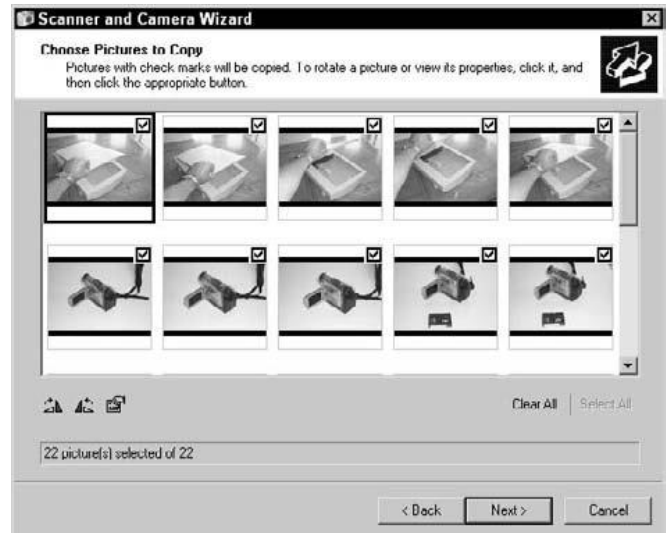 Scanner and Camera Wizard
Choose Pictures to Copy
Pictures with check marks will be copied. To rotate a picture or view its properties, click it, and
then click the appropriate button.
Clear All
Select All
22 picture(s) selected of 22
< Back
Next >
Cancel